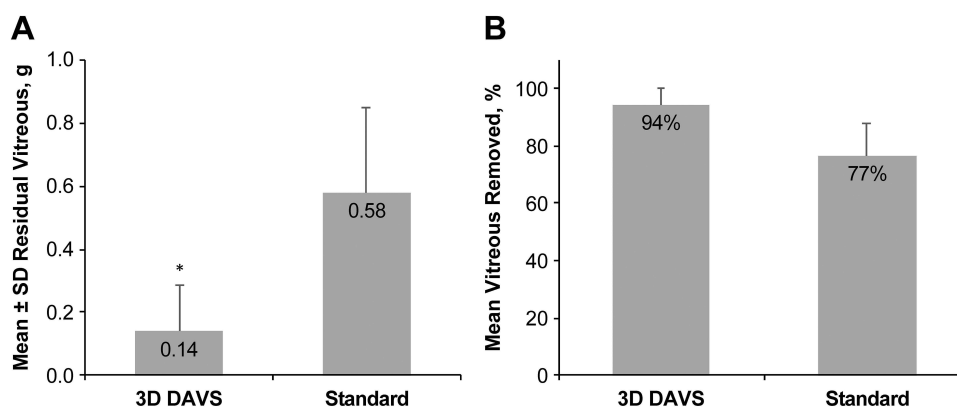 A
Mean ± SD Residual Vitreous, g
1.0
0.8
0.6
0.4
0.2
0.0
*
0.14
0.58
3D DAVS
Standard
B
Mean Vitreous Removed, %
100
80
60
40
20
0
94%
77%
3D DAVS
Standard